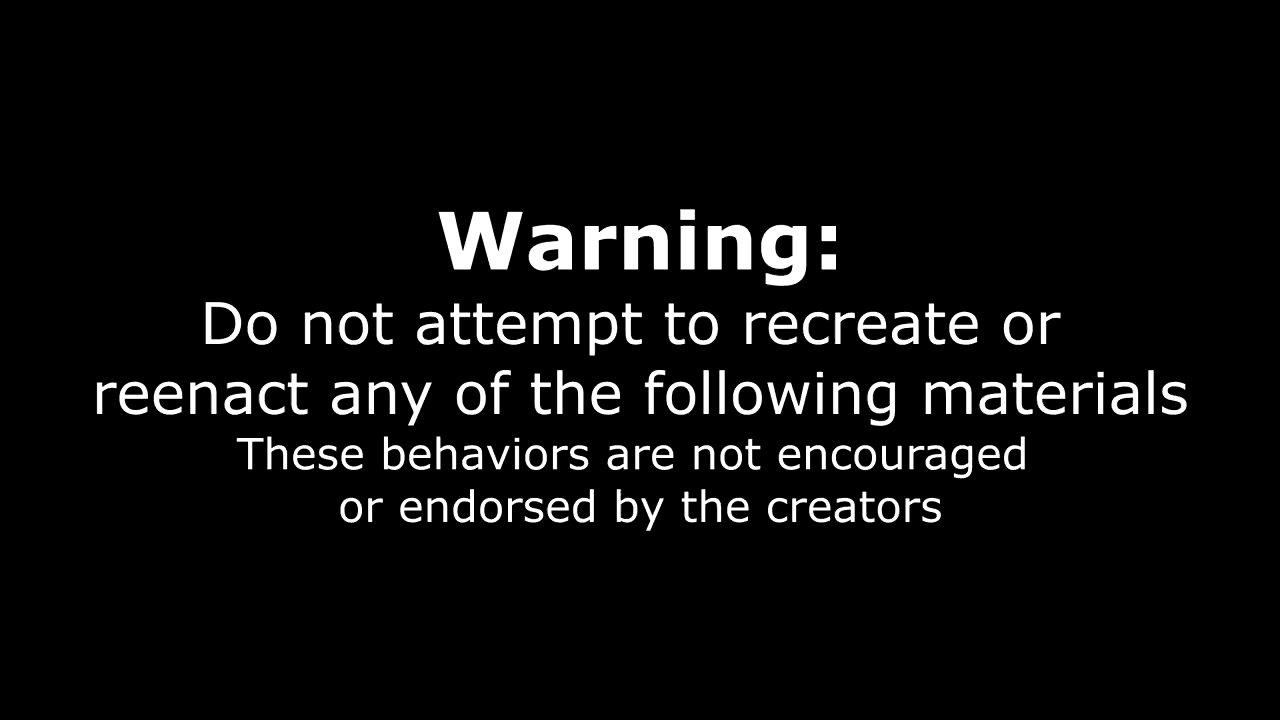 Warning:
Do not attempt to recreate or
reenact any of the following materials
These behaviors are not encouraged
or endorsed by the creators